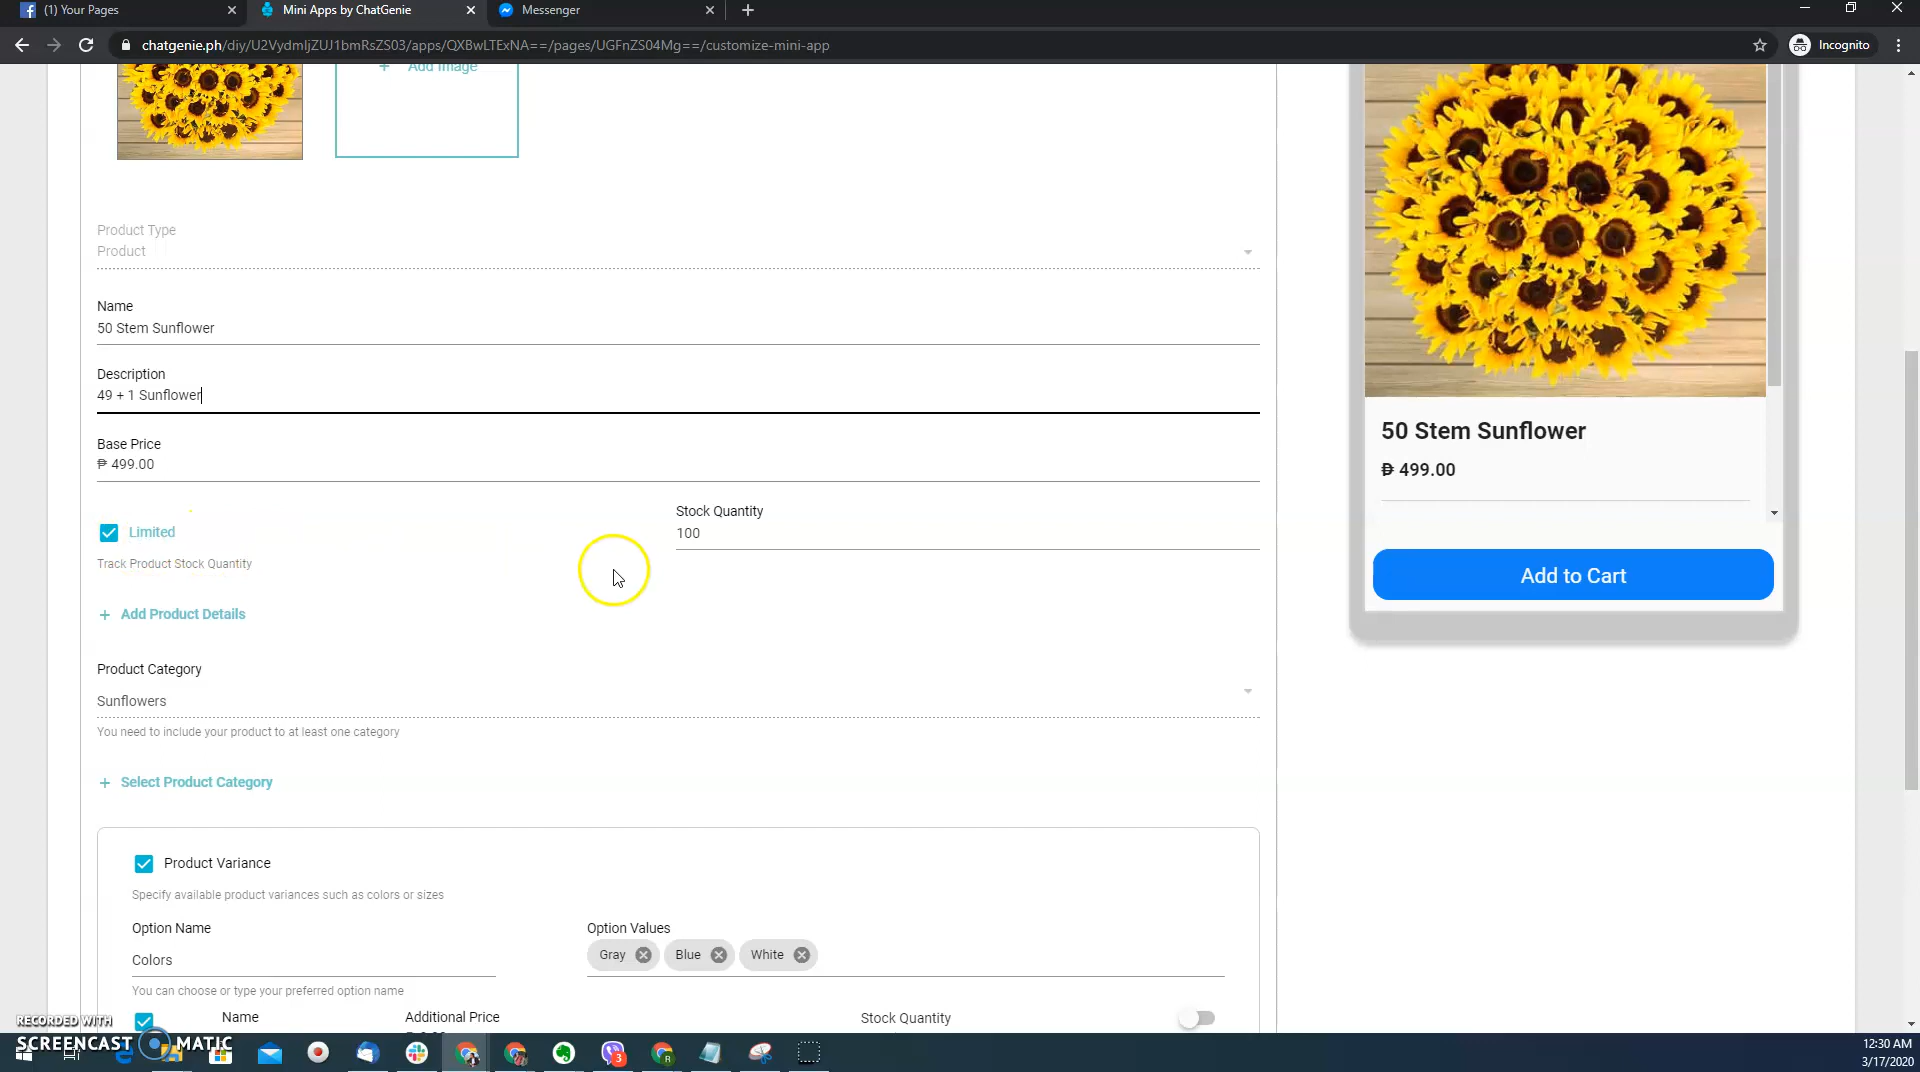 (1) Your Pages
Mini Apps by ChatGenie
Messenger
chatgenie.ph/diy/U2VydmljZUJ1bmRsZS03/apps/QXBwLTExNA==/pages/UGFnZS04Mg==/customize-mini-app
Incognito
+ Add Image
Product Type
Product
Name
50 Stem Sunflower
Description
49 + 1 Sunflower
Base Price
₱ 499.00
Limited
Track Product Stock Quantity
Stock Quantity
100
+ Add Product Details
Product Category
Sunflowers
You need to include your product to at least one category
+ Select Product Category
Product Variance
Specify available product variances such as colors or sizes
Option Name
Colors
You can choose or type your preferred option name
Option Values
Gray Blue White
Name Additional Price Stock Quantity
50 Stem Sunflower
₱ 499.00
Add to Cart
RECORDED WITH
SCREENCAST MATIC
3
R
12:30 AM
3/17/2020